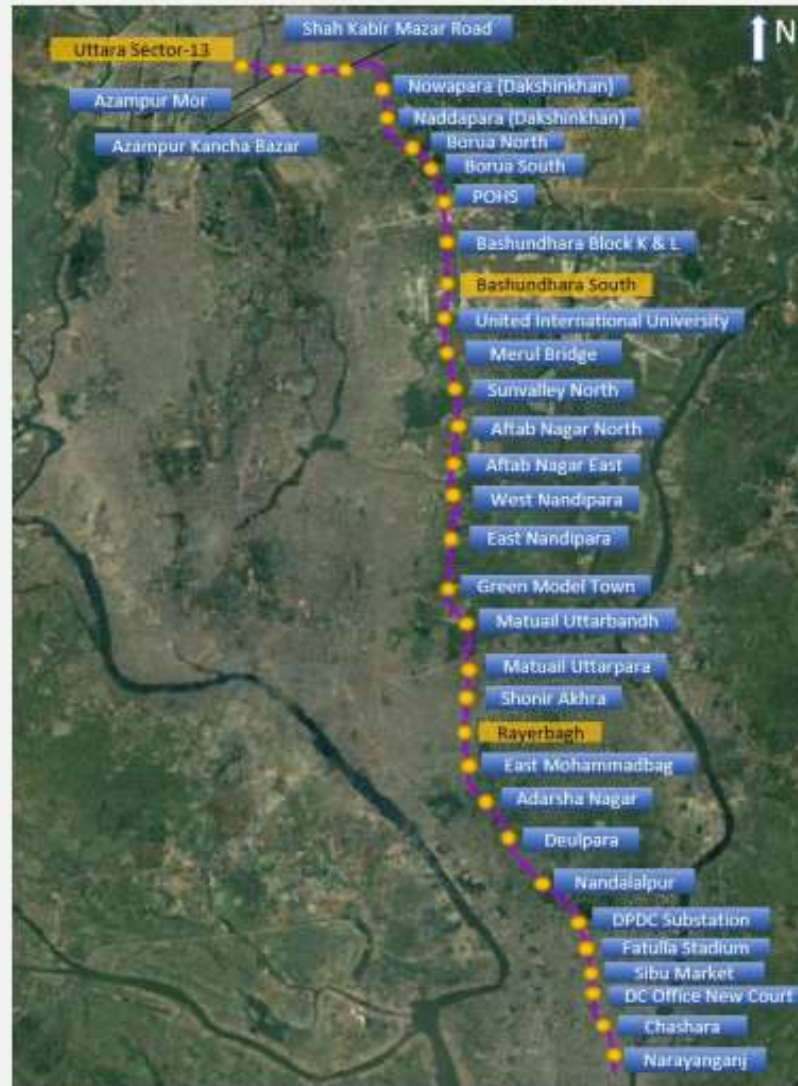 Shah Kabir Mazar Road
N
Uttara Sector-13
Azampur Mor
Azampur Kancha Bazar
Nowapara (Dakshinkhan)
Naddapara (Dakshinkhan)
Borua North
Borua South
POHS
Bashundhara Block K & L
Bashundhara South
United International University
Merul Bridge
Sunvalley North
Aftab Nagar North
Aftab Nagar East
West Nandipara
East Nandipara
Green Model Town
Matuail Uttarbandh
Matuail Uttarpara
Shonir Akhra
Rayerbagh
East Mohammadbag
Adarsha Nagar
Deulpara
Nandalalpur
DPDC Substation
Fatulla Stadium
Sibu Market
DC Office New Court
Chashara
Narayanganj